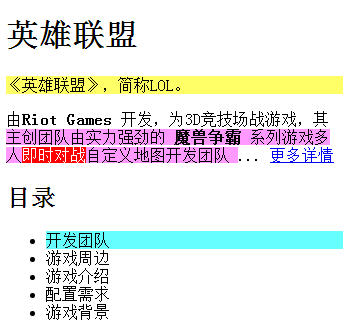 英雄联盟
《英雄联盟》，简称LOL。
由Riot Games 开发，为3D竞技场战游戏，其
主创团队由实力强劲的 魔兽争霸 系列游戏多
人即时对战自定义地图开发团队 ... 更多详情
目录
开发团队
游戏周边
游戏介绍
配置需求
游戏背景